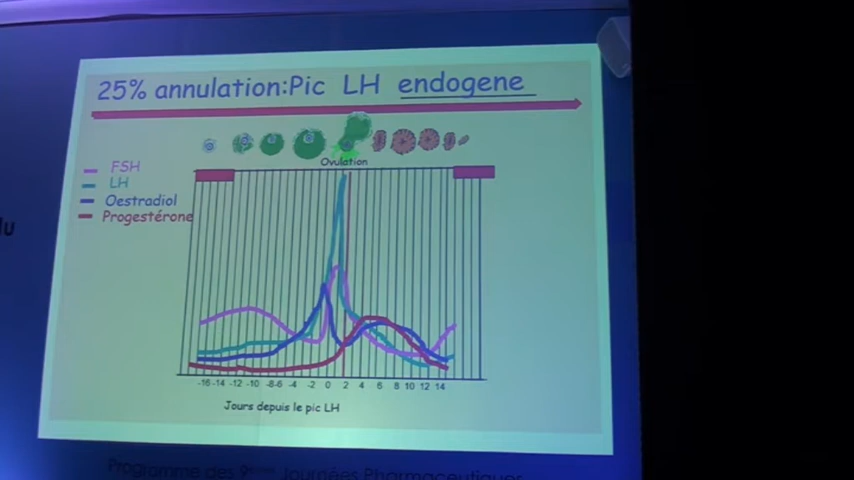 25% annulation:Pic LH endogene
Ovulation
FSH
LH
Oestradiol
Progestérone
-16 -14 -12 -10 -8 -6 -4 -2 0 2 4 6 8 10 12 14
Jours depuis le pic LH
Programme des 9èmes Journées Pharmaceutiques